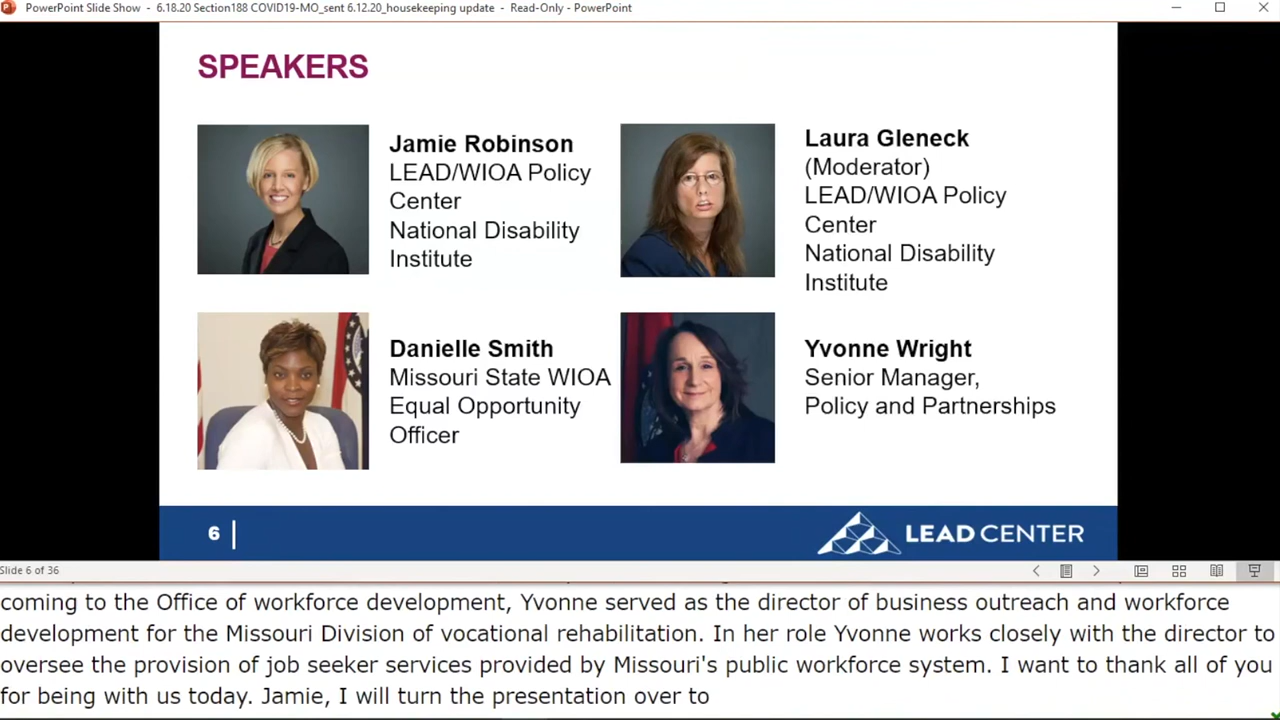 PowerPoint Slide Show - 6.18.20 Section188 COVID19-MO_sent 6.12.20_housekeeping update - Read-Only - PowerPoint
SPEAKERS
Jamie Robinson
LEAD/WIOA Policy
Center
National Disability
Institute
Laura Gleneck
(Moderator)
LEAD/WIOA Policy
Center
National Disability
Institute
Danielle Smith
Missouri State WIOA
Equal Opportunity
Officer
Yvonne Wright
Senior Manager,
Policy and Partnerships
6
LEAD CENTER
Slide 6 of 36
coming to the Office of workforce development, Yvonne served as the director of business outreach and workforce
development for the Missouri Division of vocational rehabilitation. In her role Yvonne works closely with the director to
oversee the provision of job seeker services provided by Missouri's public workforce system. I want to thank all of you
for being with us today. Jamie, I will turn the presentation over to